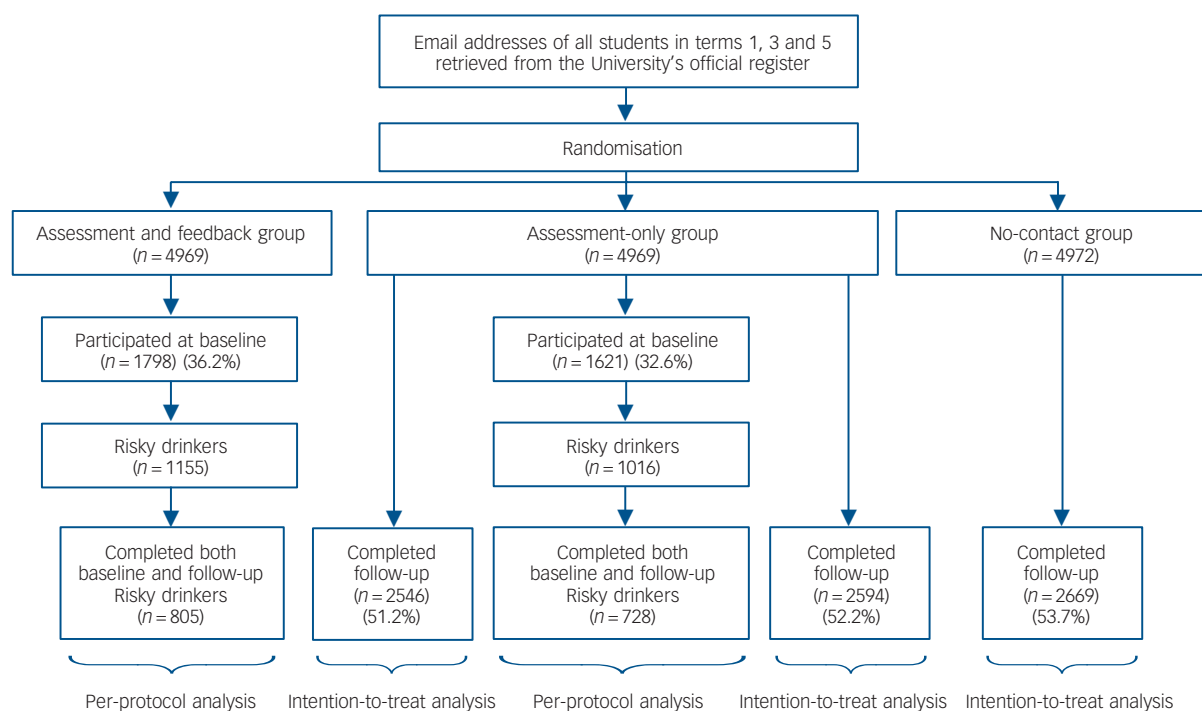 Email addresses of all students in terms 1, 3 and 5
retrieved from the University's official register
Randomisation
Assessment and feedback group
(n = 4969)
Assessment-only group
(n = 4969)
No-contact group
(n = 4972)
Participated at baseline
(n = 1798) (36.2%)
Participated at baseline
(n = 1621) (32.6%)
Risky drinkers
(n = 1155)
Risky drinkers
(n = 1016)
Completed both
baseline and follow-up
Risky drinkers
(n = 805)
Completed
follow-up
(n = 2546)
(51.2%)
Completed both
baseline and follow-up
Risky drinkers
(n = 728)
Completed
follow-up
(n = 2594)
(52.2%)
Completed
follow-up
(n = 2669)
(53.7%)
Per-protocol analysis
Intention-to-treat analysis
Per-protocol analysis
Intention-to-treat analysis
Intention-to-treat analysis